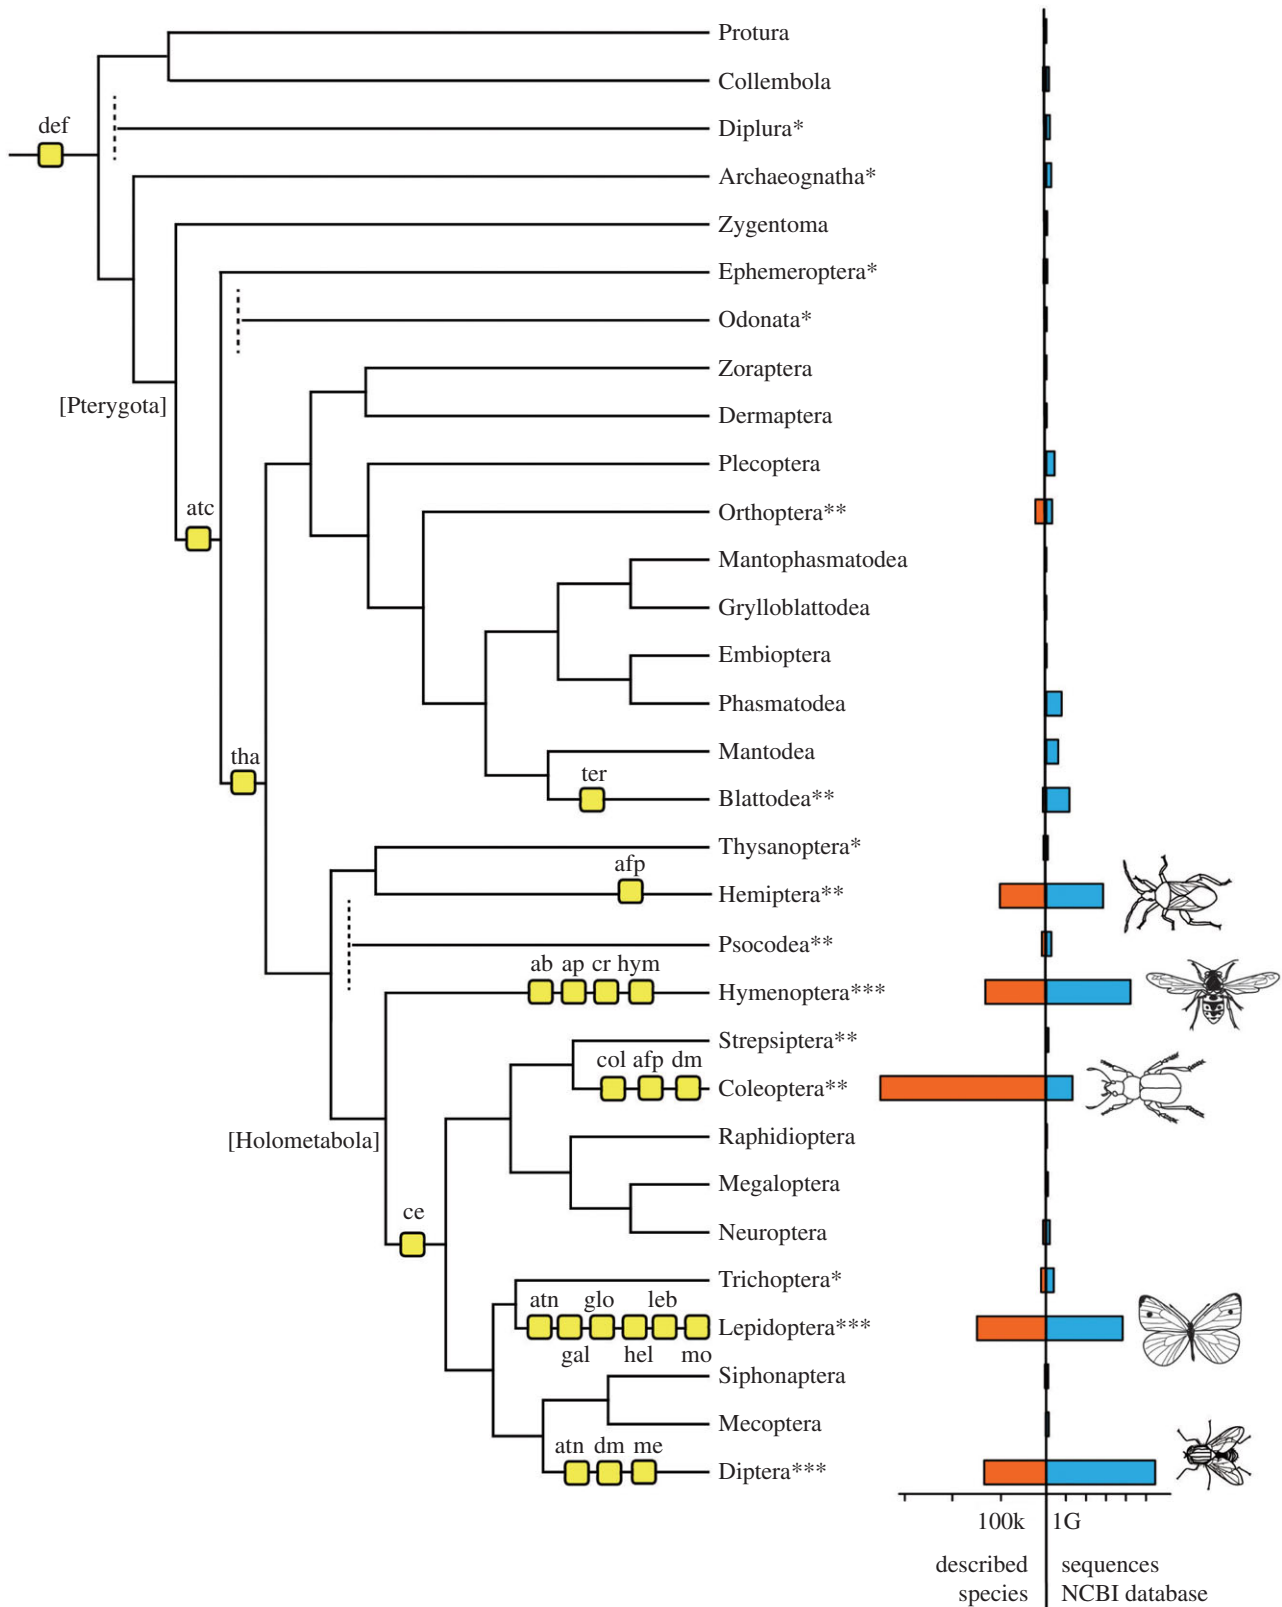 Protura
Collembola
def
Diplura*
Archaeognatha*
Zygentoma
Ephemeroptera*
Odonata*
Zoraptera
[Pterygota]
Dermaptera
Plecoptera
atc
Orthoptera**
Mantophasmatodea
Grylloblattodea
Embioptera
Phasmatodea
tha
Mantodea
ter
Blattodea**
Thysanoptera*
afp
Hemiptera**
Psocodea**
ab ap cr hym
Hymenoptera***
Strepsiptera**
col afp dm
Coleoptera**
[Holometabola]
Raphidioptera
Megaloptera
ce
Neuroptera
Trichoptera*
atn glo leb
Lepidoptera***
gal hel mo
Siphonaptera
Mecoptera
atn dm me
Diptera***
100k 1G
described sequences
species NCBI database